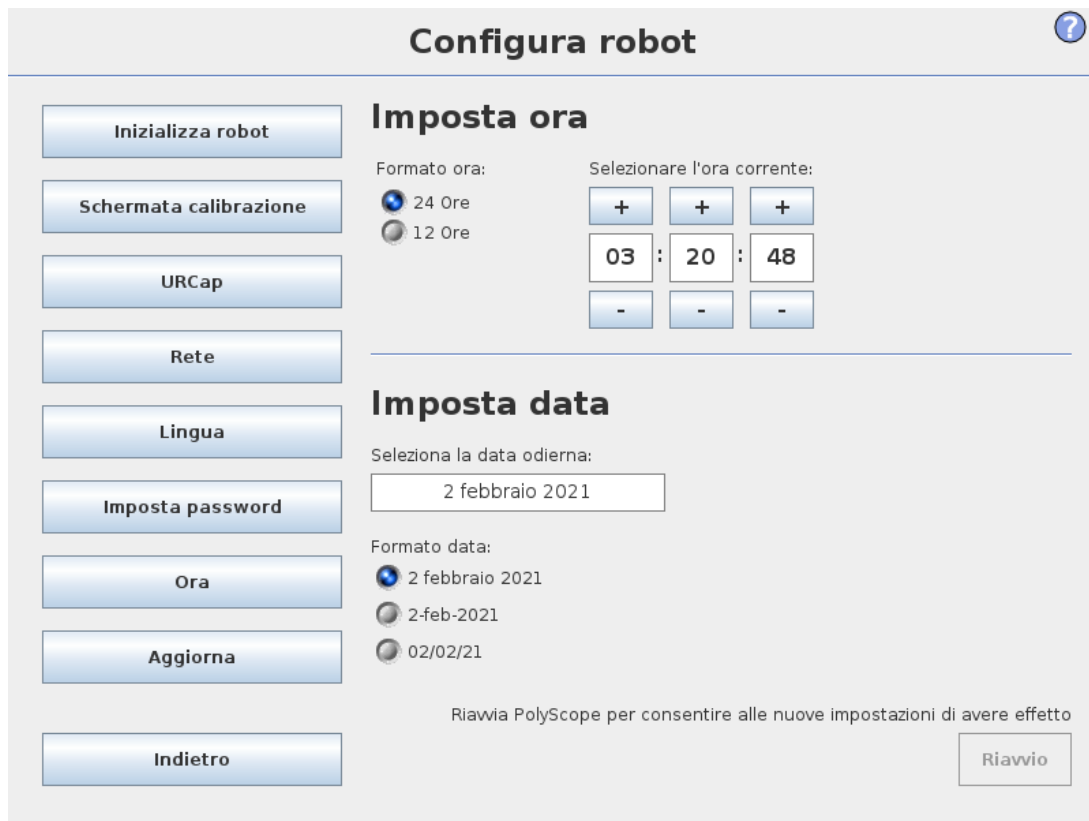 Configura robot
?
Inizializza robot
Schermata calibrazione
URCap
Rete
Lingua
Imposta password
Ora
Aggiorna
Indietro
Imposta ora
Formato ora:
24 Ore
12 Ore
Selezionare l'ora corrente:
+ + +
03 : 20 : 48
- - -
Imposta data
Seleziona la data odierna:
2 febbraio 2021
Formato data:
2 febbraio 2021
2-feb-2021
02/02/21
Riavvia PolyScope per consentire alle nuove impostazioni di avere effetto
Riavvio